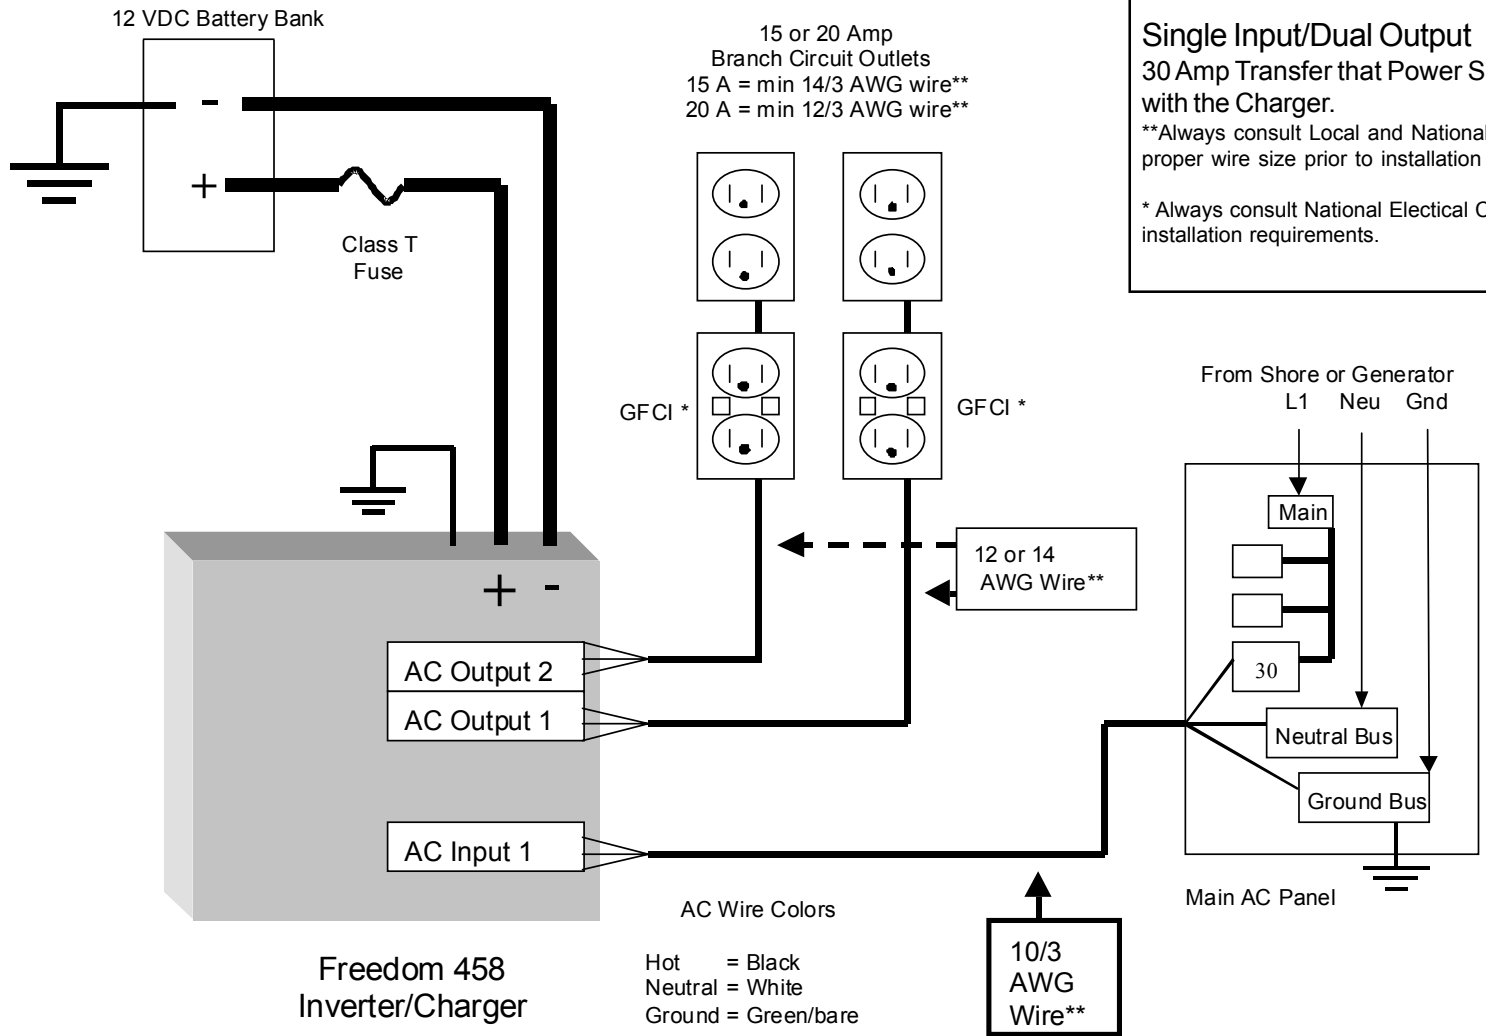 12 VDC Battery Bank
-
+
Class T
Fuse
15 or 20 Amp
Branch Circuit Outlets
15 A = min 14/3 AWG wire**
20 A = min 12/3 AWG wire**
Single Input/Dual Output
30 Amp Transfer that Power S
with the Charger.
**Always consult Local and National
proper wire size prior to installation
* Always consult National Electical C
installation requirements.
GFCI *
GFCI *
From Shore or Generator
L1 Neu Gnd
Main
30
Neutral Bus
Ground Bus
Main AC Panel
12 or 14
AWG Wire**
+ -
AC Output 2
AC Output 1
AC Input 1
Freedom 458
Inverter/Charger
AC Wire Colors
Hot = Black
Neutral = White
Ground = Green/bare
10/3
AWG
Wire**